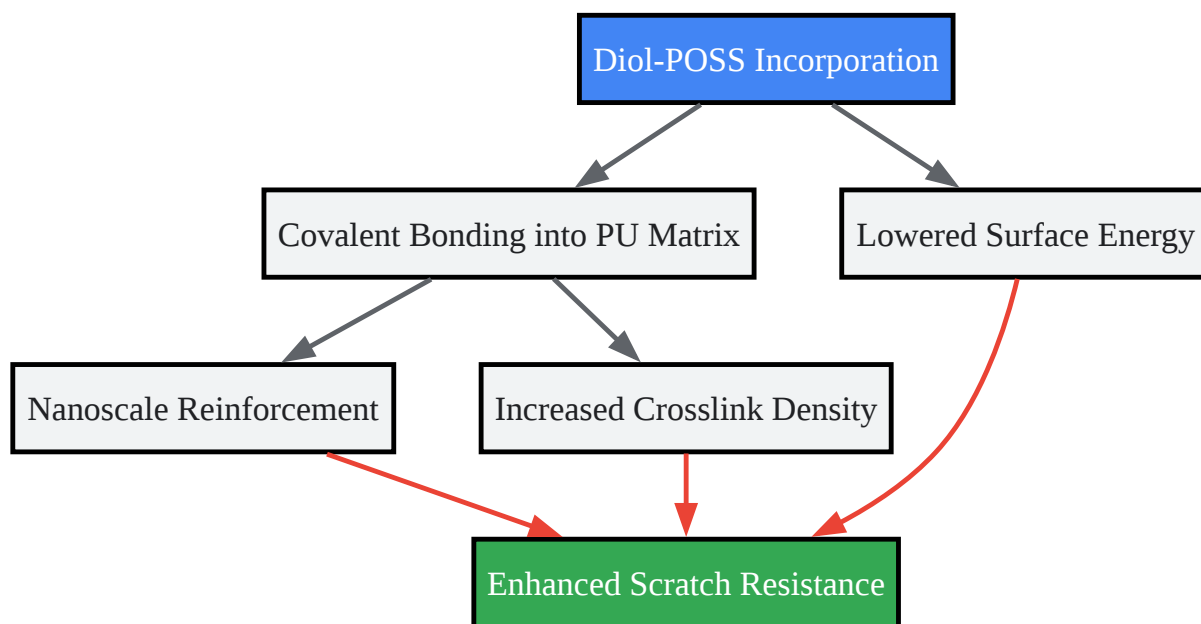 Diol-POSS Incorporation
Covalent Bonding into PU Matrix
Lowered Surface Energy
Nanoscale Reinforcement
Increased Crosslink Density
Enhanced Scratch Resistance